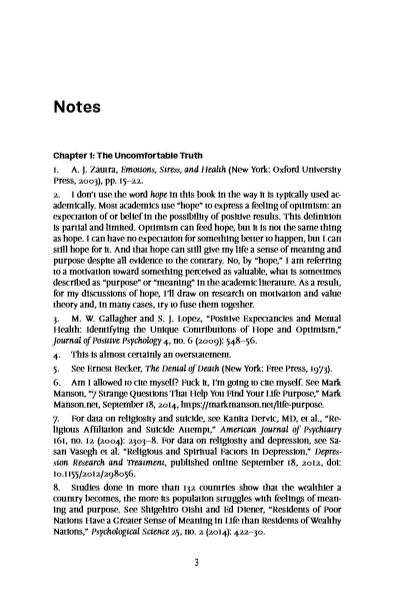 Notes
Chapter 1: The Uncomfortable Truth
1. A. J. Zautra, Emotions, Stress, and Health (New York: Oxford University
Press, 2003), pp. 15–22.
2. I don't use the word hope in this book in the way it is typically used ac-
ademically. Most academics use "hope" to express a feeling of optimism: an
expectation of or belief in the possibility of positive results. This definition
is partial and limited. Optimism can feed hope, but it is not the same thing
as hope. I can have no expectation for something better to happen, but I can
still hope for it. And that hope can still give my life a sense of meaning and
purpose despite all evidence to the contrary. No, by "hope," I am referring
to a motivation toward something perceived as valuable, what is sometimes
described as "purpose" or "meaning" in the academic literature. As a result,
for my discussions of hope, I'll draw on research on motivation and value
theory and, in many cases, try to fuse them together.
3. M. W. Gallagher and S. J. Lopez, "Positive Expectancies and Mental
Health: Identifying the Unique Contributions of Hope and Optimism,"
Journal of Positive Psychology 4, no. 6 (2009): 548–56.
4. This is almost certainly an overstatement.
5. See Ernest Becker, The Denial of Death (New York: Free Press, 1973).
6. Am I allowed to cite myself? Fuck it, I'm going to cite myself. See Mark
Manson, "7 Strange Questions That Help You Find Your Life Purpose," Mark
Manson.net, September 18, 2014, https://markmanson.net/life-purpose.
7. For data on religiosity and suicide, see Kanita Dervic, MD, et al., "Re-
ligious Affiliation and Suicide Attempt," American Journal of Psychiatry
161, no. 12 (2004): 2303–8. For data on religiosity and depression, see Sa-
san Vasegh et al. "Religious and Spiritual Factors in Depression," Depres-
sion Research and Treatment, published online September 18, 2012, doi:
10.1155/2012/298056.
8. Studies done in more than 132 countries show that the wealthier a
country becomes, the more its population struggles with feelings of mean-
ing and purpose. See Shigehiro Oishi and Ed Diener, "Residents of Poor
Nations Have a Greater Sense of Meaning in Life than Residents of Wealthy
Nations," Psychological Science 25, no. 2 (2014): 422–30.
3